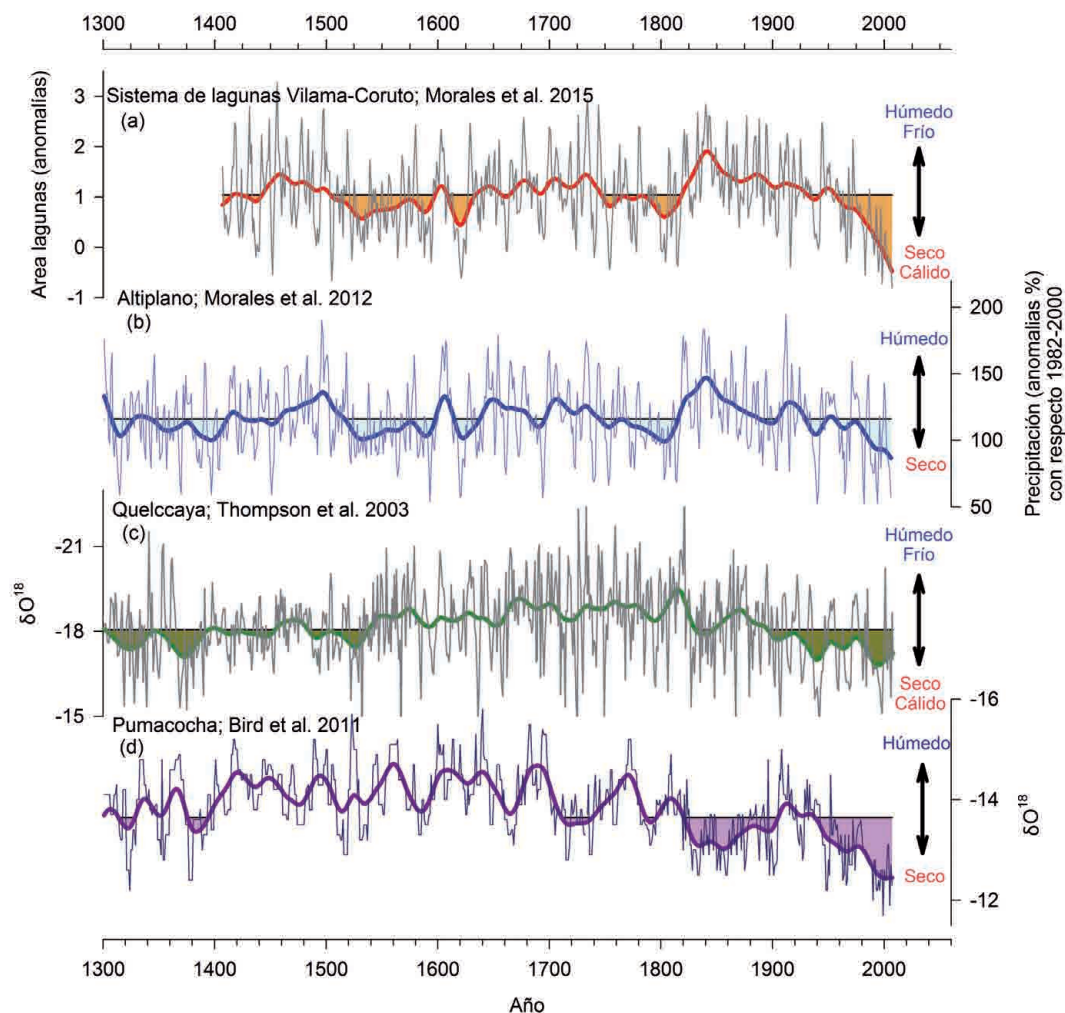 1300 1400 1500 1600 1700 1800 1900 2000
Area lagunas (anomalías)
3
2
1
0
-1
Sistema de lagunas Vilama-Coruto; Morales et al. 2015
(a)
Húmedo
Frío
Seco
Cálido
Altiplano; Morales et al. 2012
(b)
Húmedo
Seco
200
150
100
50
Precipitación (anomalías %)
con respecto 1982-2000
Quelccaya; Thompson et al. 2003
(c)
-21
-18
-15
δO18
Húmedo
Frío
Seco
Cálido
Pumacocha; Bird et al. 2011
(d)
Húmedo
Seco
-16
-14
-12
δO18
1300 1400 1500 1600 1700 1800 1900 2000
Año